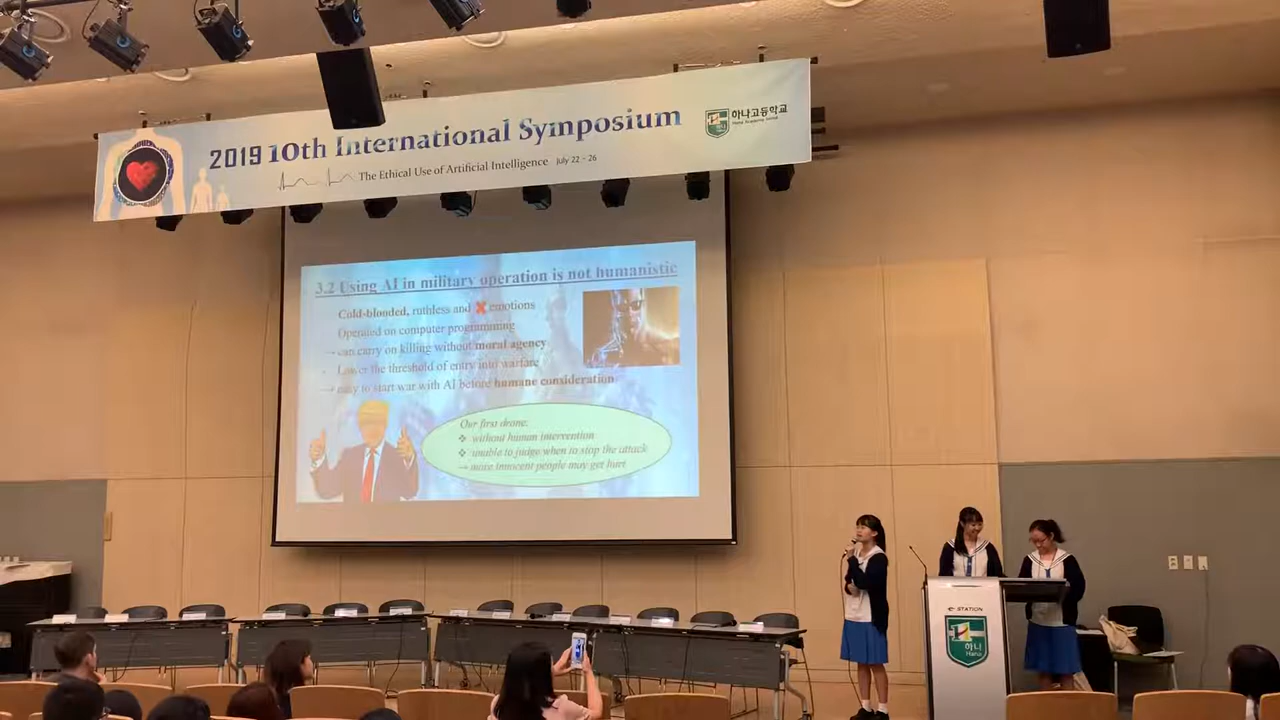 2019 10th International Symposium
The Ethical Use of Artificial Intelligence July 22 - 26
하나고등학교
Hana Academy Seoul
3.2 Using AI in military operation is not humanistic
Cold-blooded, ruthless and ✖ emotions
Operated on computer programming
→ can carry on killing without moral agency
Lower the threshold of entry into warfare
→ easy to start war with AI before humane consideration
Our first drone:
❖ without human intervention
❖ unable to judge when to stop the attack
→ more innocent people may get hurt
STATION
하나
Hana